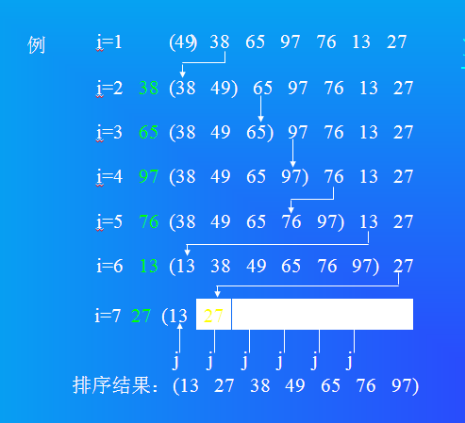 例 i=1 (49) 38 65 97 76 13 27
i=2 38 (38 49) 65 97 76 13 27
i=3 65 (38 49 65) 97 76 13 27
i=4 97 (38 49 65 97) 76 13 27
i=5 76 (38 49 65 76 97) 13 27
i=6 13 (13 38 49 65 76 97) 27
i=7 27 (13 27
j j j j j j
排序结果： (13 27 38 49 65 76 97)